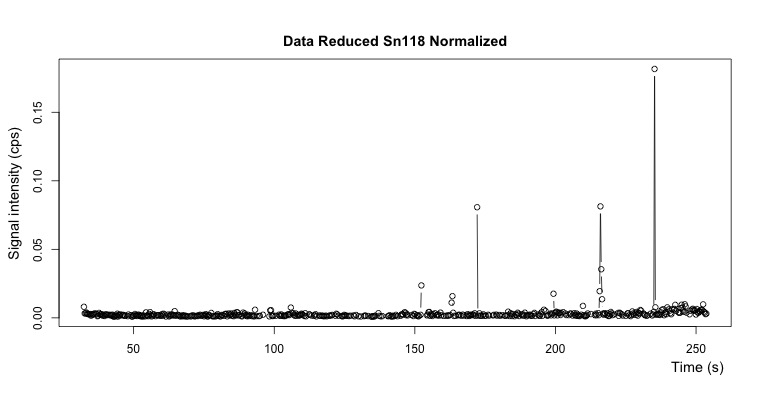 Data Reduced Sn118 Normalized
Signal intensity (cps)
0.15
0.10
0.05
0.00
50 100 150 200 250
Time (s)